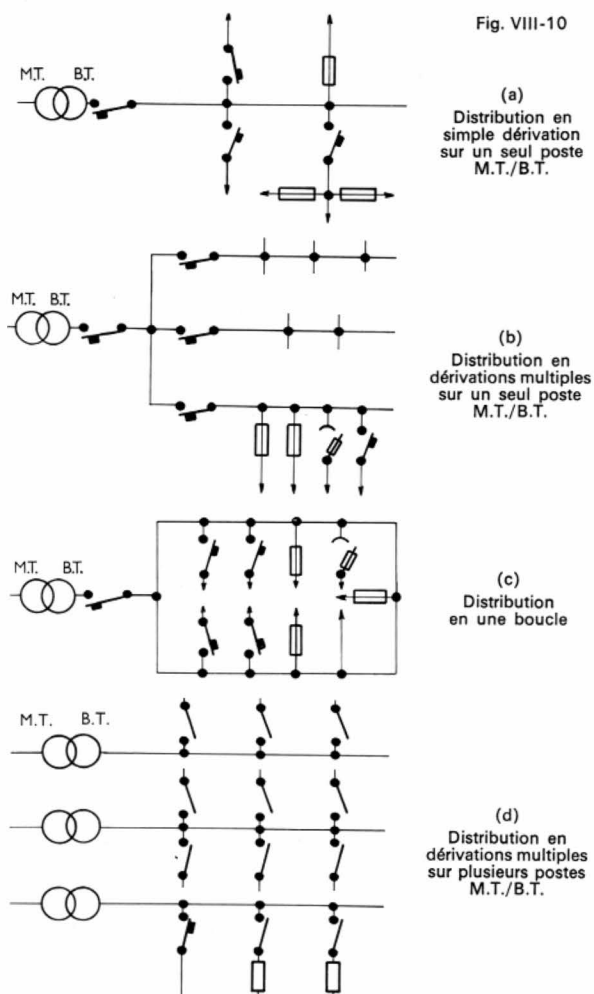 Fig. VIII-10
M.T. B.T.
(a)
Distribution en
simple dérivation
sur un seul poste
M.T./B.T.
M.T. B.T.
(b)
Distribution en
dérivations multiples
sur un seul poste
M.T./B.T.
M.T. B.T.
(c)
Distribution
en une boucle
M.T. B.T.
(d)
Distribution en
dérivations multiples
sur plusieurs postes
M.T./B.T.